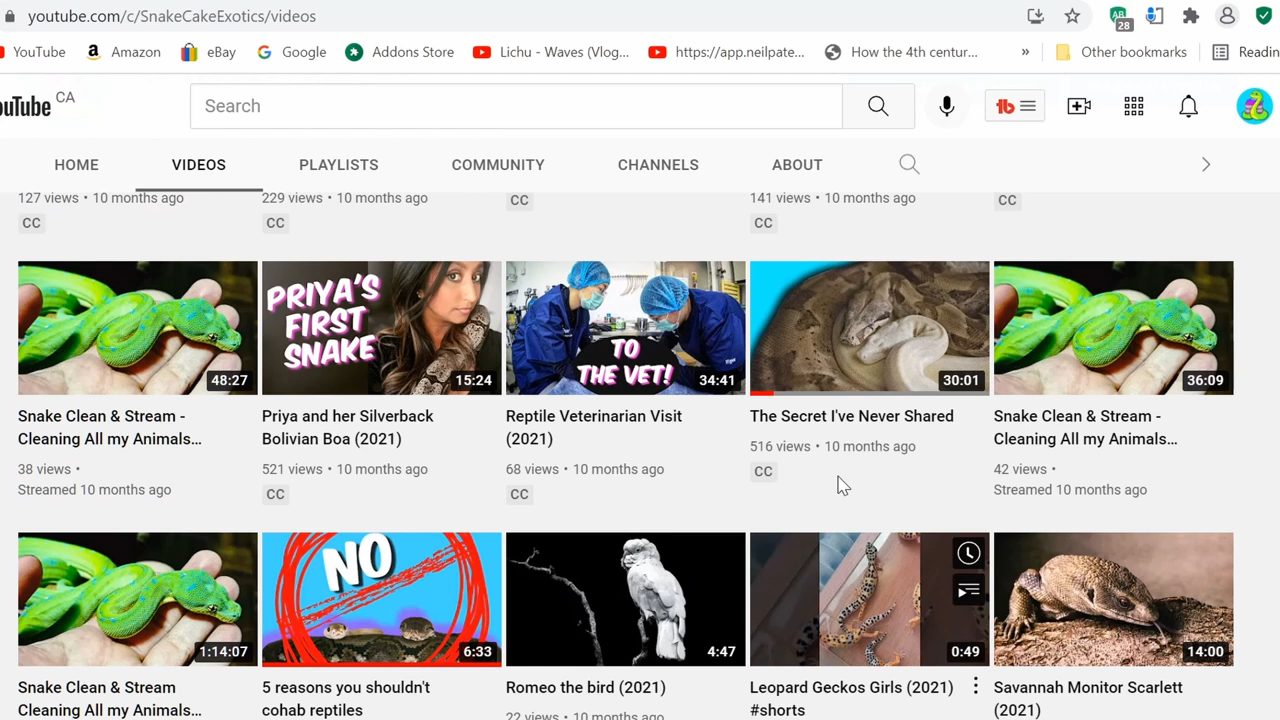 youtube.com/c/SnakeCakeExotics/videos
28
YouTube Amazon eBay Google Addons Store Lichu - Waves (Vlog... https://app.neilpate... How the 4th centur... » Other bookmarks Readin
ouTube CA Search
HOME VIDEOS PLAYLISTS COMMUNITY CHANNELS ABOUT
127 views • 10 months ago 229 views • 10 months ago 141 views • 10 months ago
CC CC CC CC CC
PRIYA'S
FIRST
SNAKE
TO
THE VET!
48:27 15:24 34:41 30:01 36:09
Snake Clean & Stream - Priya and her Silverback Reptile Veterinarian Visit The Secret I've Never Shared Snake Clean & Stream -
Cleaning All my Animals... Bolivian Boa (2021) (2021) 516 views • 10 months ago Cleaning All my Animals...
38 views • 521 views • 10 months ago 68 views • 10 months ago CC 42 views •
Streamed 10 months ago CC CC Streamed 10 months ago
NO
1:14:07 6:33 4:47 0:49 14:00
Snake Clean & Stream 5 reasons you shouldn't Romeo the bird (2021) Leopard Geckos Girls (2021) Savannah Monitor Scarlett
Cleaning All my Animals... cohab reptiles 22 views • 10 months ago #shorts (2021)